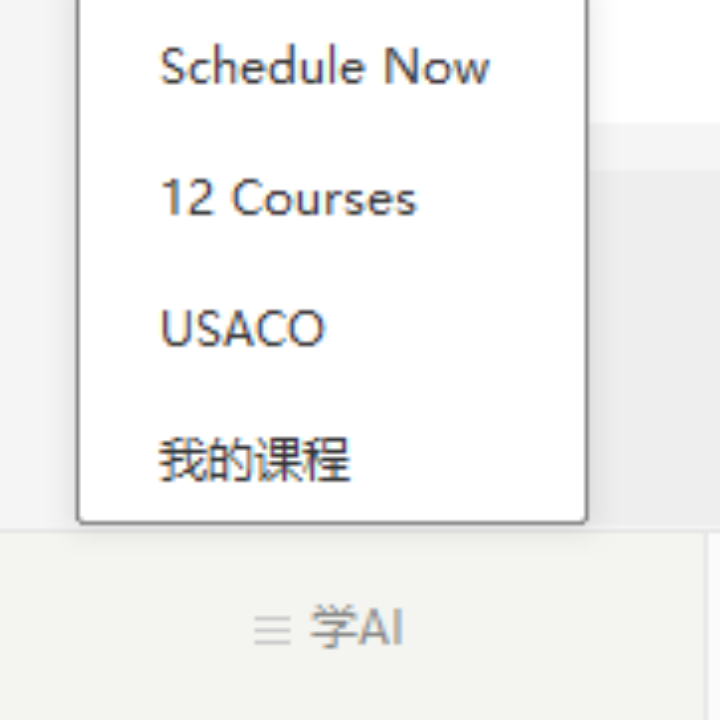 Schedule Now
12 Courses
USACO
我的课程
学AI